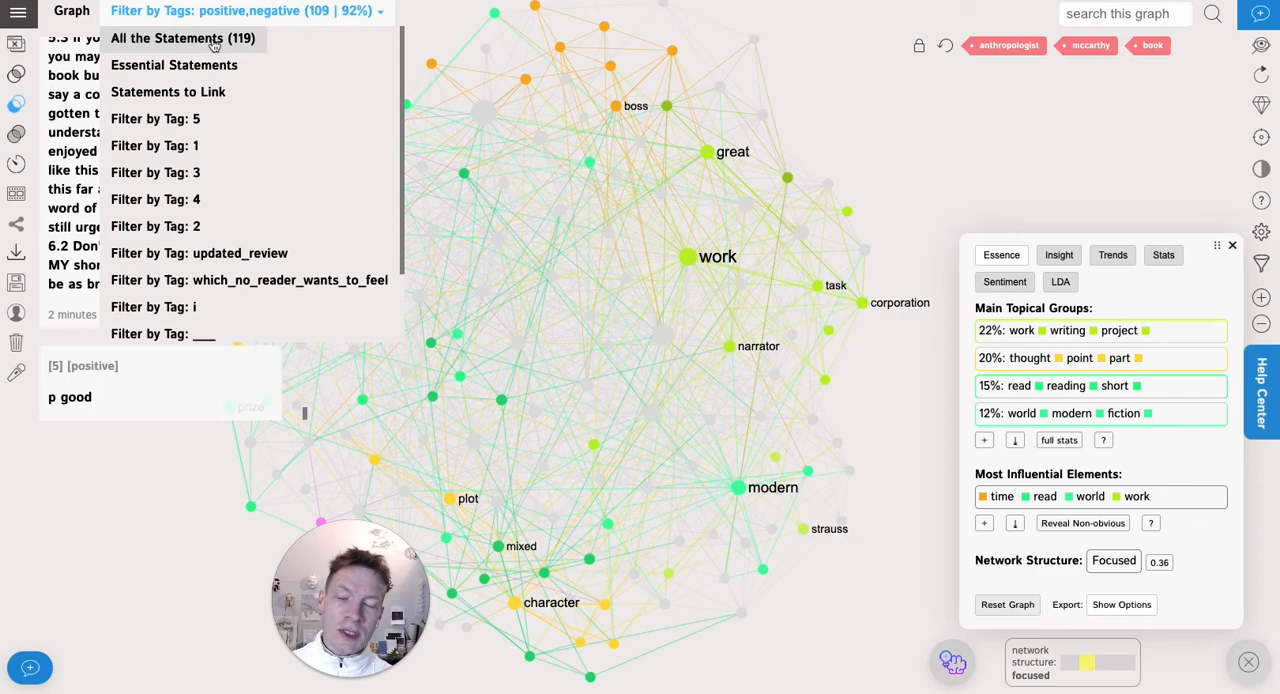 Graph
Filter by Tags: positive,negative (109 | 92%)
search this graph
All the Statements (119)
Essential Statements
Statements to Link
Filter by Tag: 5
Filter by Tag: 1
Filter by Tag: 3
Filter by Tag: 4
Filter by Tag: 2
Filter by Tag: updated_review
Filter by Tag: which_no_reader_wants_to_feel
Filter by Tag: i
Filter by Tag: ____
5.3 If yo
you may
book bu
say a co
gotten t
understa
enjoyed
like this
this far a
word of
still urge
6.2 Don'
MY shor
be as br
2 minutes
[5] [positive]
p good
prize
anthropologist
mccarthy
book
boss
great
work
task
corporation
narrator
plot
modern
strauss
mixed
character
Essence
Insight
Trends
Stats
Sentiment
LDA
Main Topical Groups:
22%: work writing project
20%: thought point part
15%: read reading short
12%: world modern fiction
+
full stats
?
Most Influential Elements:
time read world work
+
Reveal Non-obvious
?
Network Structure: Focused 0.36
Reset Graph
Export:
Show Options
Help Center
network
structure:
focused